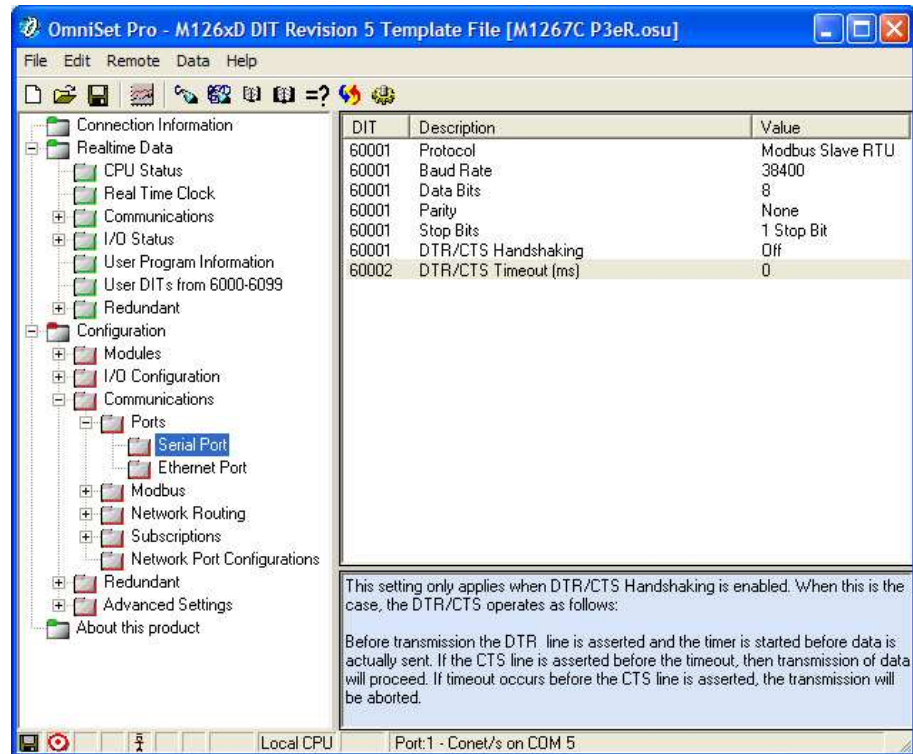 OmniSet Pro - M126xD DIT Revision 5 Template File [M1267C P3eR.osu]
File Edit Remote Data Help
Connection Information
Realtime Data
CPU Status
Real Time Clock
Communications
I/O Status
User Program Information
User DITs from 6000-6099
Redundant
Configuration
Modules
I/O Configuration
Communications
Ports
Serial Port
Ethernet Port
Modbus
Network Routing
Subscriptions
Network Port Configurations
Redundant
Advanced Settings
About this product
DIT Description Value
60001 Protocol Modbus Slave RTU
60001 Baud Rate 38400
60001 Data Bits 8
60001 Parity None
60001 Stop Bits 1 Stop Bit
60001 DTR/CTS Handshaking Off
60002 DTR/CTS Timeout (ms) 0
This setting only applies when DTR/CTS Handshaking is enabled. When this is the
case, the DTR/CTS operates as follows:
Before transmission the DTR line is asserted and the timer is started before data is
actually sent. If the CTS line is asserted before the timeout, then transmission of data
will proceed. If timeout occurs before the CTS line is asserted, the transmission will
be aborted.
Local CPU Port:1 - Conet/s on COM 5